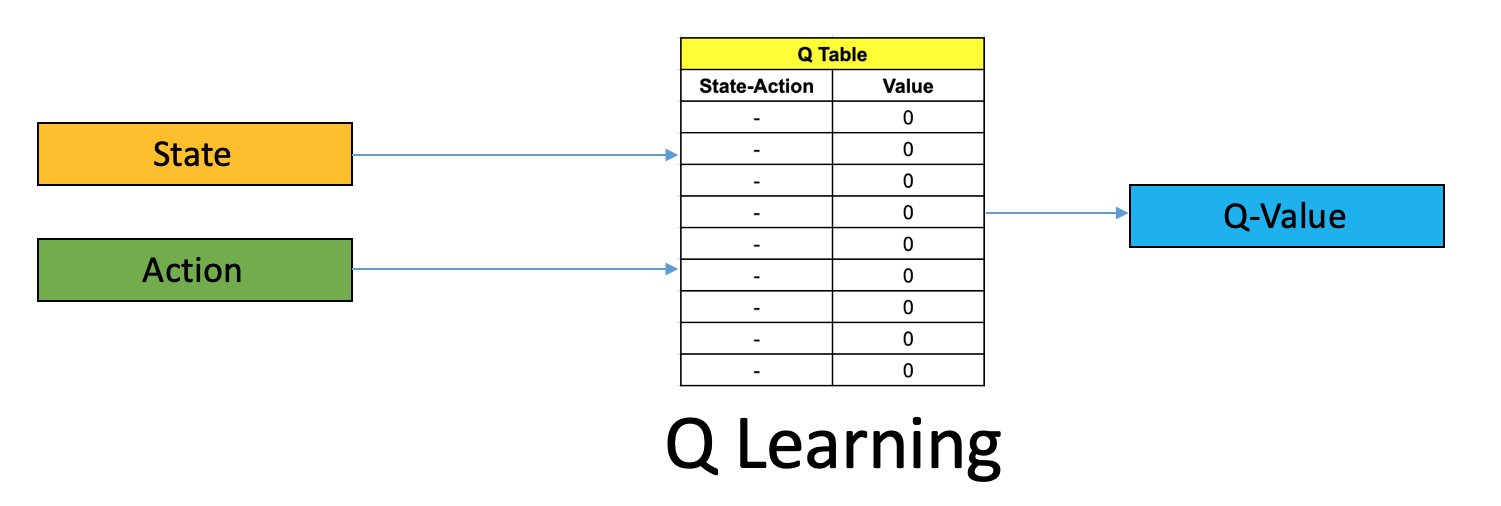 Q Table
State-Action Value
- 0
- 0
- 0
- 0
- 0
- 0
- 0
- 0
- 0
State
Action
Q-Value
Q Learning